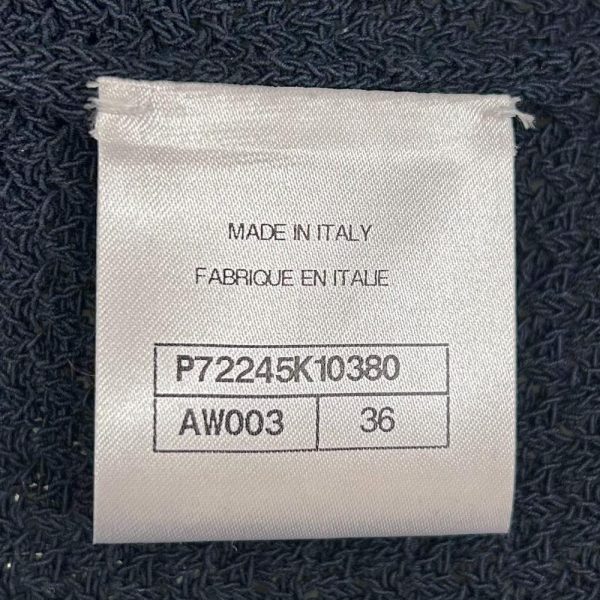 MADE IN ITALY
FABRIQUE EN ITALIE
P72245K10380
AW003 36